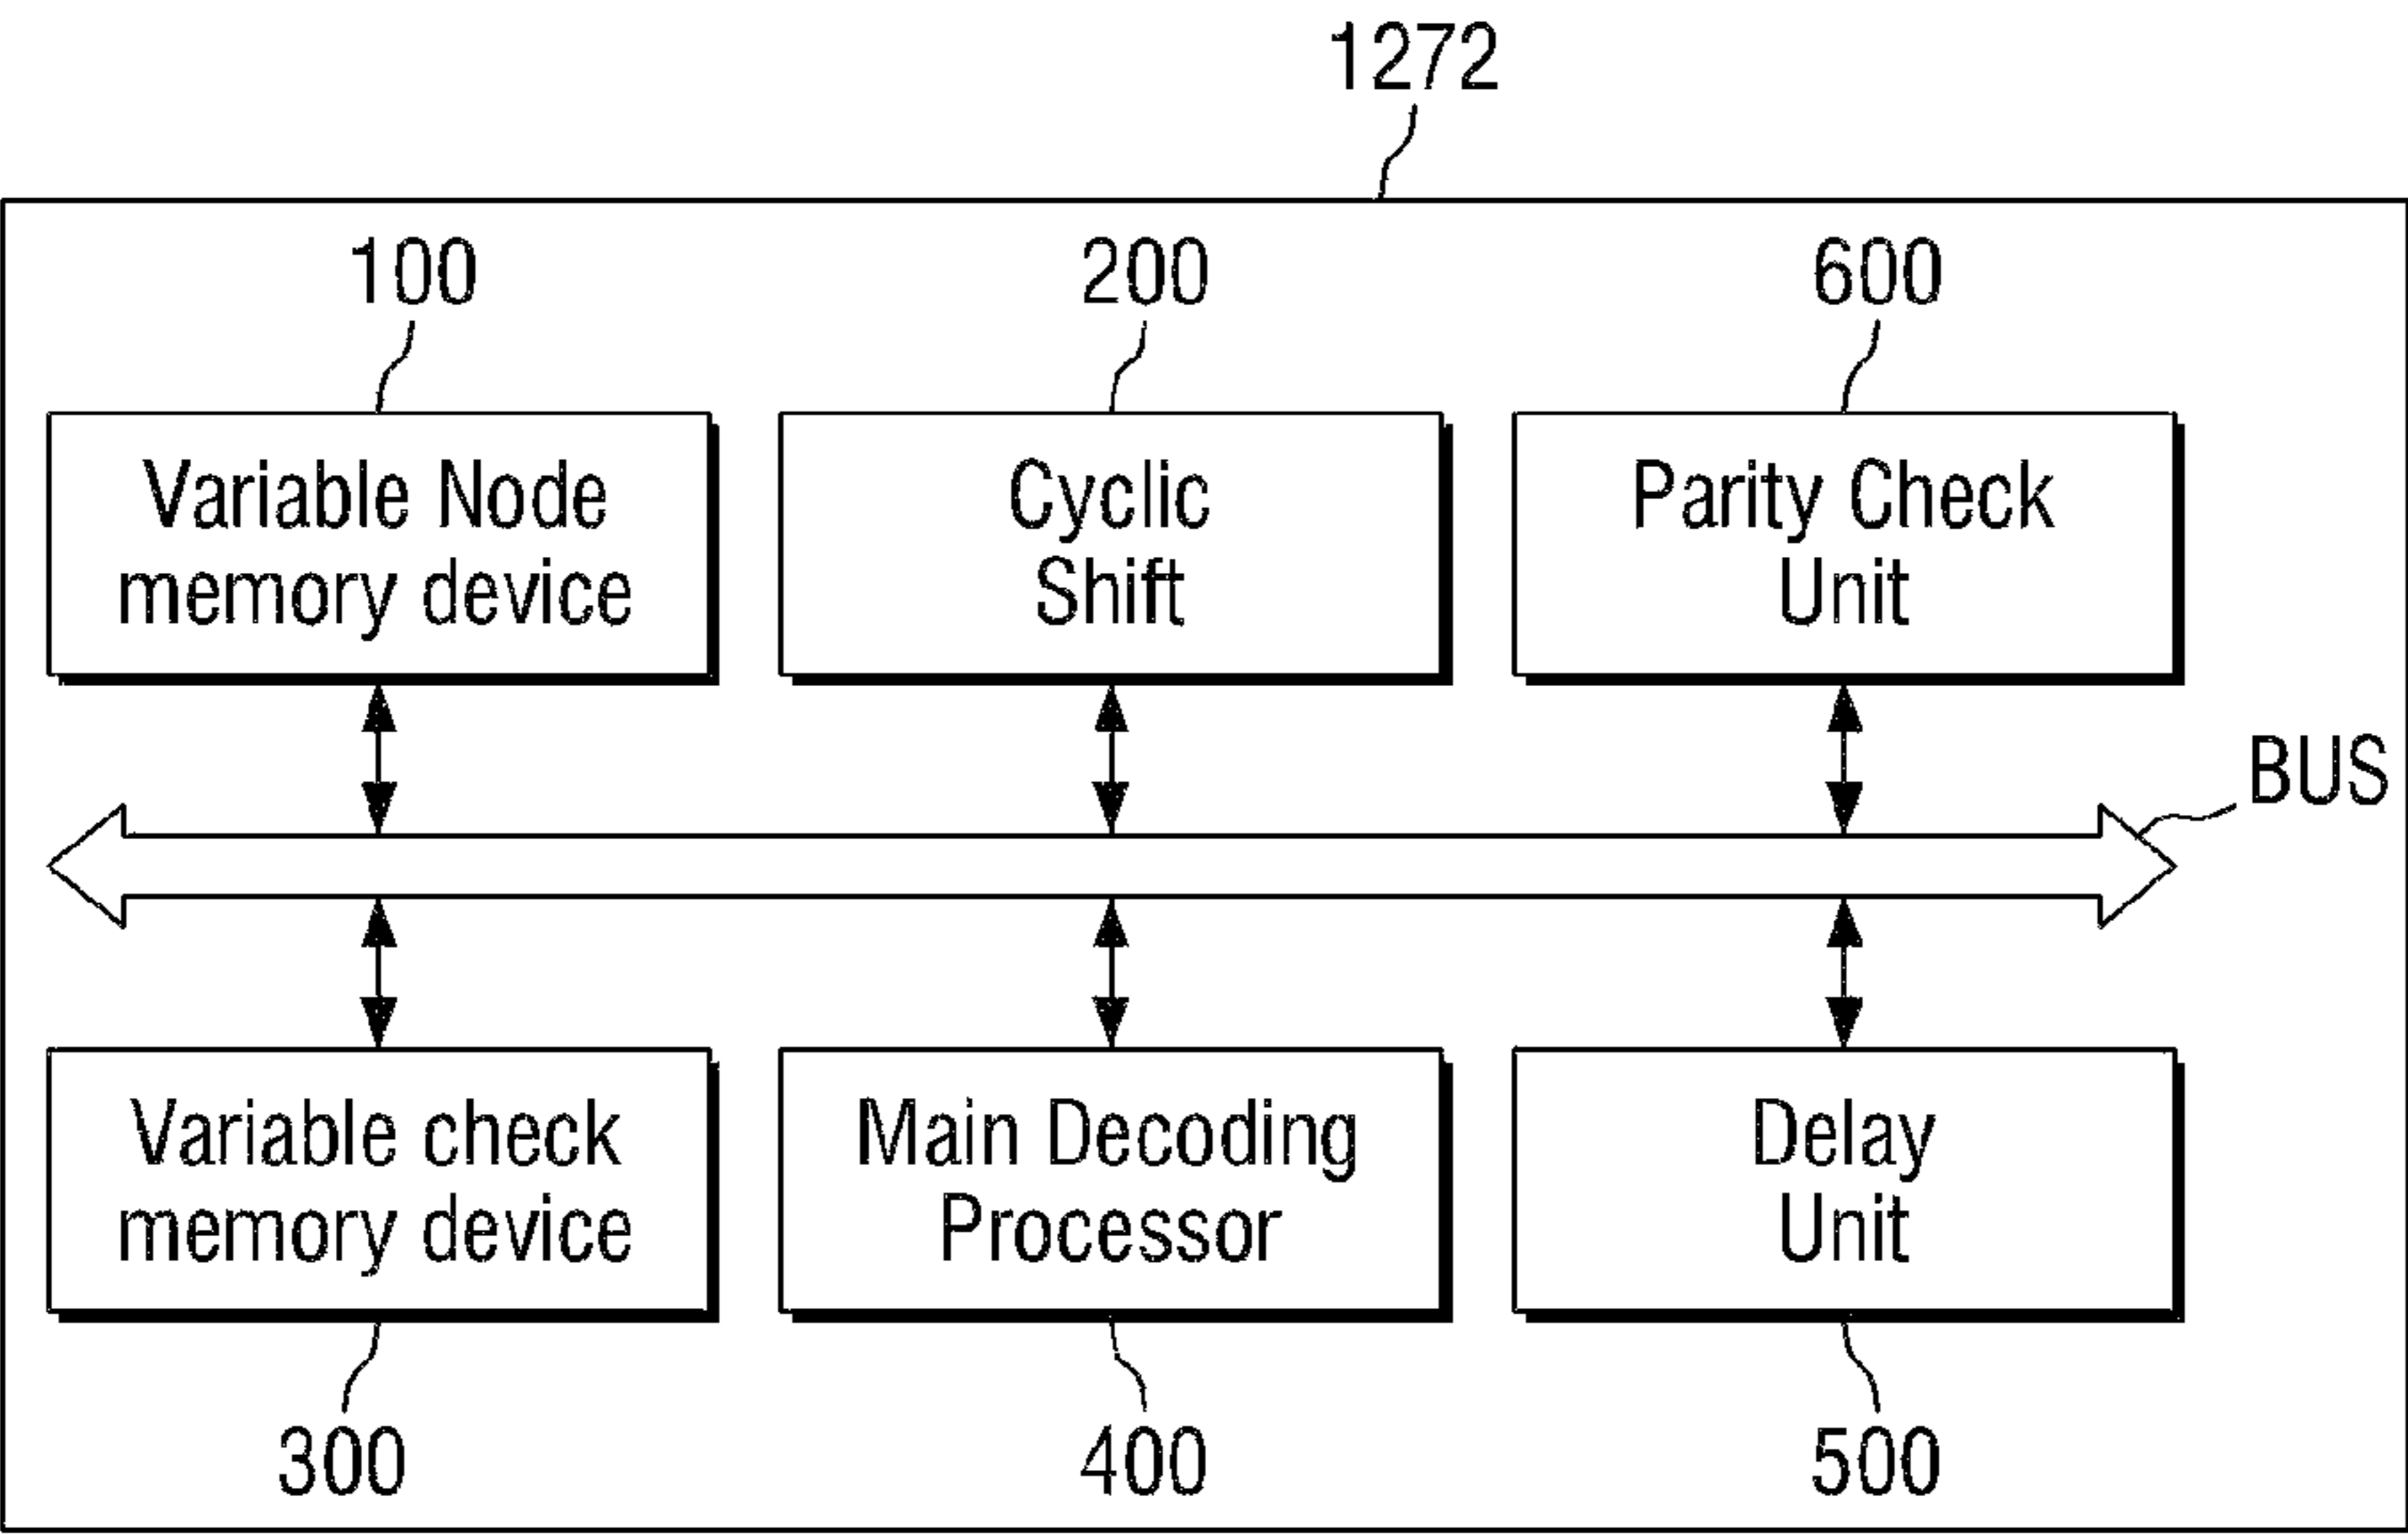 1272
100
200
600
Variable Node
memory device
Cyclic
Shift
Parity Check
Unit
BUS
Variable check
memory device
Main Decoding
Processor
Delay
Unit
300
400
500